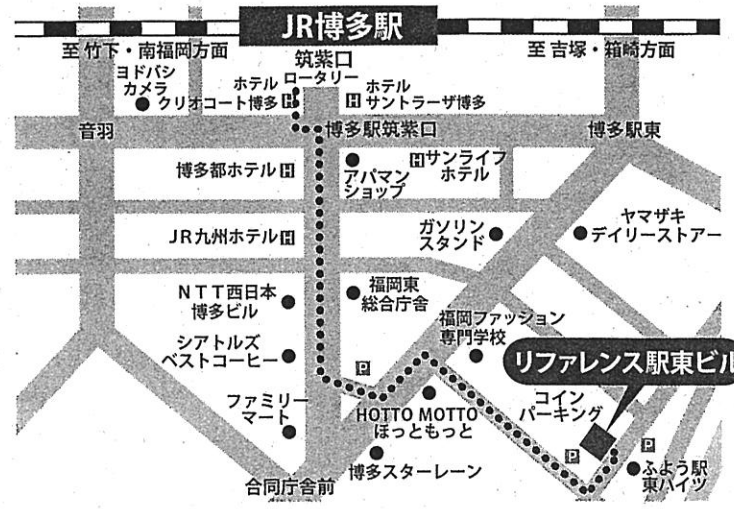 JR博多駅
至 竹下・南福岡方面
筑紫口
ロータリー
至 吉塚・箱崎方面
ヨドバシ
カメラ
ホテル
クリオコート博多 H
H ホテル
サントラーザ博多
音羽
博多駅筑紫口
博多駅東
博多都ホテル H
アパマン
ショップ
H サンライフ
ホテル
JR九州ホテル H
ガソリン
スタンド
ヤマザキ
デイリーストアー
NTT西日本
博多ビル
福岡東
総合庁舎
福岡ファッション
専門学校
シアトルズ
ベストコーヒー
P
リファレンス駅東ビル
ファミリー
マート
HOTTO MOTTO
ほっともっと
コイン
パーキング
P
P
合同庁舎前
博多スターレーン
ふよう駅
東ハイツ